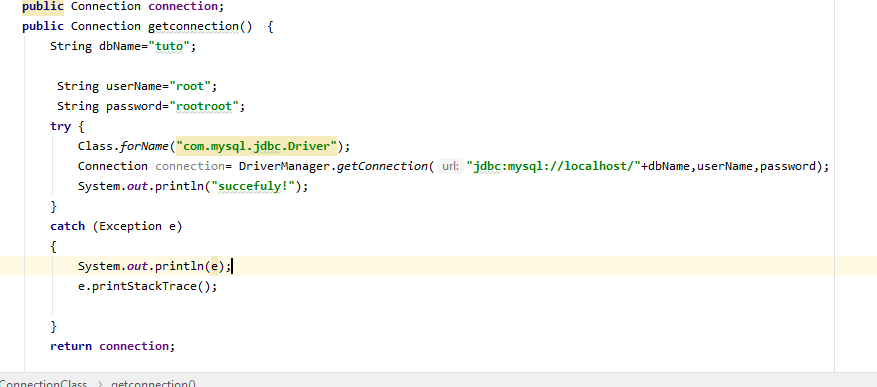 public Connection connection;
public Connection getconnection()  {
    String dbName="tuto";
     String userName="root";
     String password="rootroot";
    try {
        Class.forName("com.mysql.jdbc.Driver");
        Connection connection= DriverManager.getConnection( url: "jdbc:mysql://localhost/"+dbName,userName,password);
        System.out.println("succefuly!");
    }
    catch (Exception e)
    {
        System.out.println(e);
        e.printStackTrace();
    }
    return connection;
ConnectionClass > getconnection()